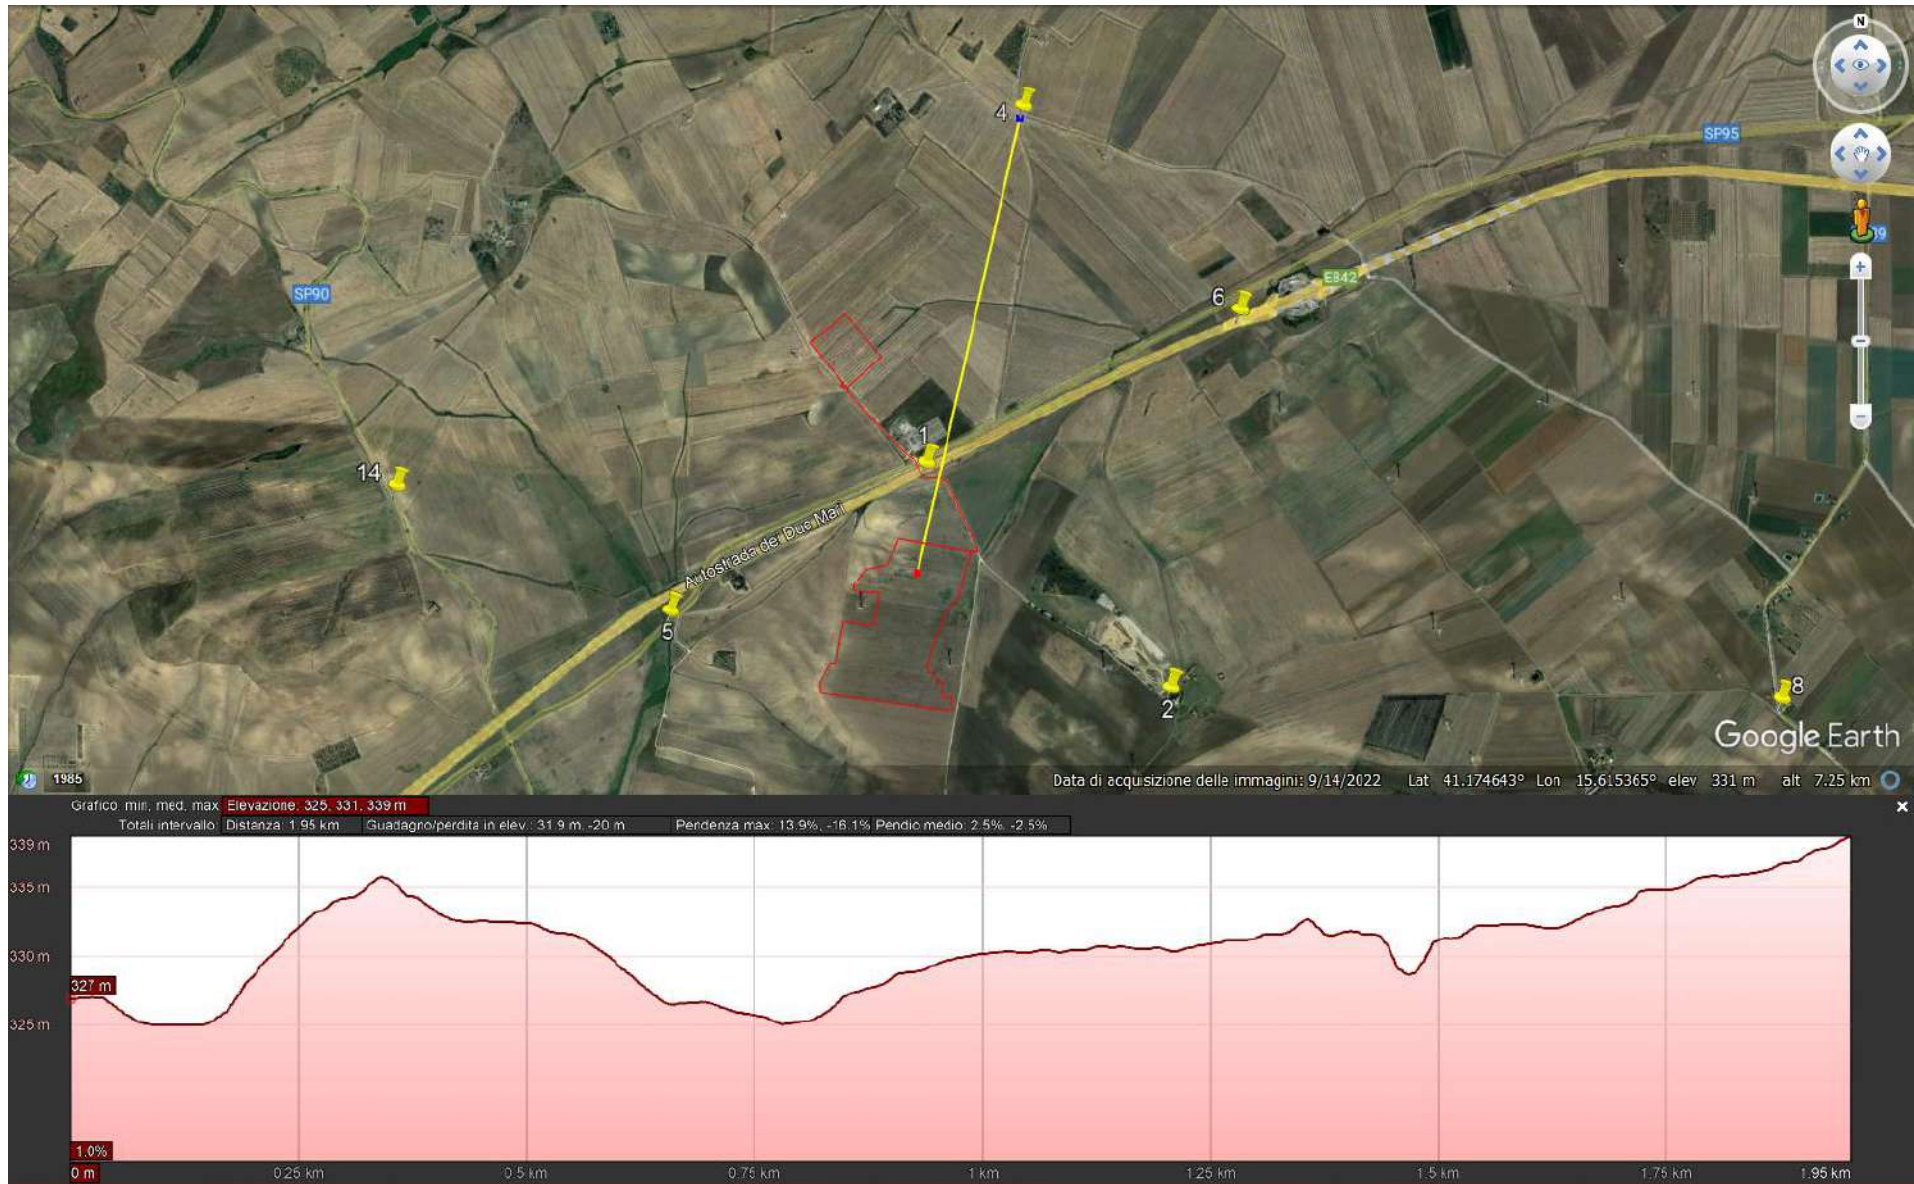 N
4
SP95
SP90
6
E842
39
1
14
Autostrada dei Due Mari
5
2
8
Google Earth
1985
Data di acquisizione delle immagini: 9/14/2022 Lat 41.174643° Lon 15.615365° elev 331 m alt 7.25 km
Grafico: min, med, max Elevazione: 325, 331, 339 m
Totali intervallo: Distanza: 1.95 km Guadagno/perdita in elev.: 31.9 m, -20 m Pendenza max: 13.9%, -16.1% Pendio medio: 2.5%, -2.5%
339 m
335 m
330 m
327 m
325 m
1.0%
0 m 0.25 km 0.5 km 0.75 km 1 km 1.25 km 1.5 km 1.75 km 1.95 km